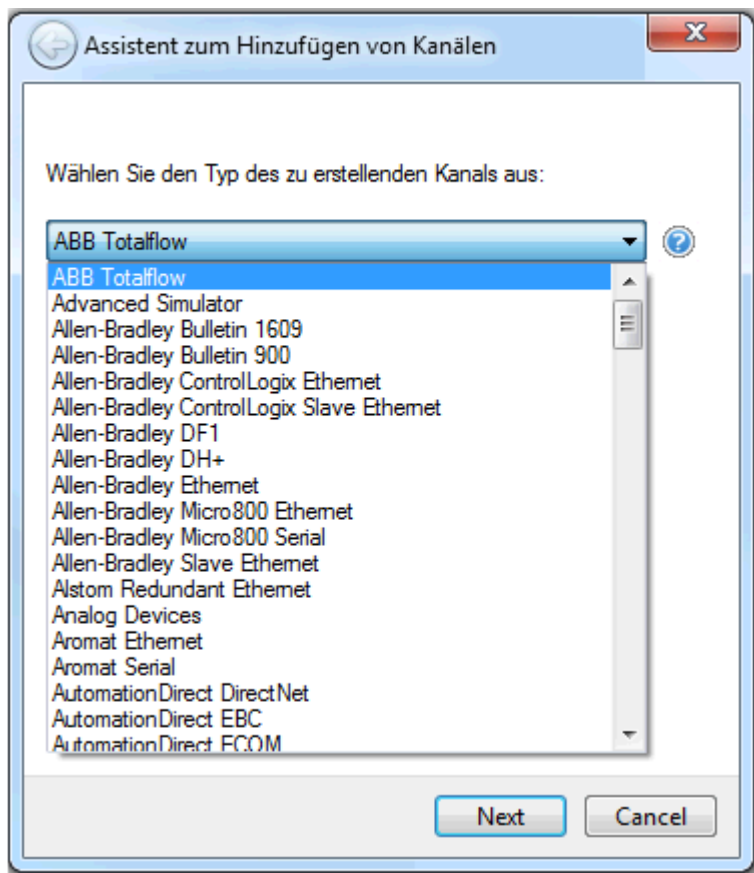 Assistent zum Hinzufügen von Kanälen
Wählen Sie den Typ des zu erstellenden Kanals aus:
ABB Totalflow
ABB Totalflow
Advanced Simulator
Allen-Bradley Bulletin 1609
Allen-Bradley Bulletin 900
Allen-Bradley ControlLogix Ethernet
Allen-Bradley ControlLogix Slave Ethernet
Allen-Bradley DF1
Allen-Bradley DH+
Allen-Bradley Ethernet
Allen-Bradley Micro800 Ethernet
Allen-Bradley Micro800 Serial
Allen-Bradley Slave Ethernet
Alstom Redundant Ethernet
Analog Devices
Aromat Ethernet
Aromat Serial
AutomationDirect DirectNet
AutomationDirect EBC
AutomationDirect ECOM
Next Cancel